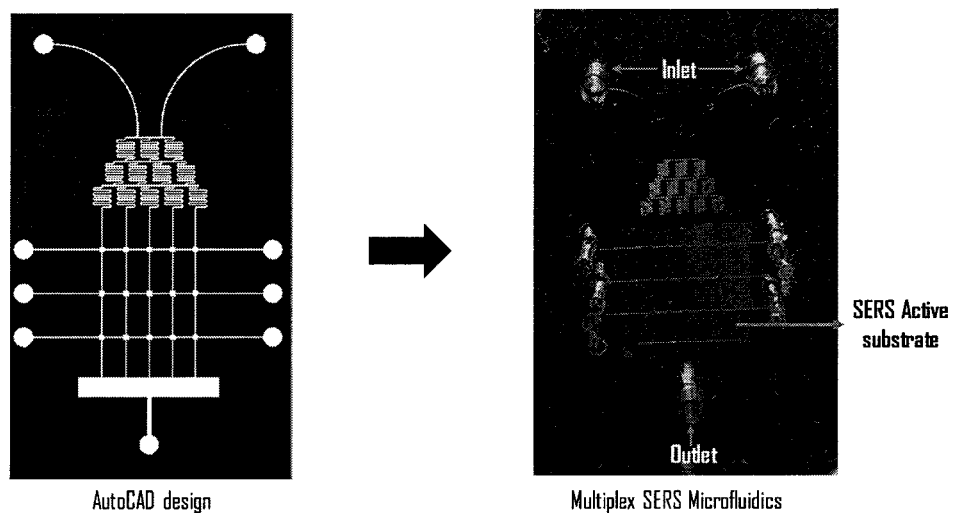 Inlet
SERS Active
substrate
Outlet
AutoCAD design
Multiplex SERS Microfluidics